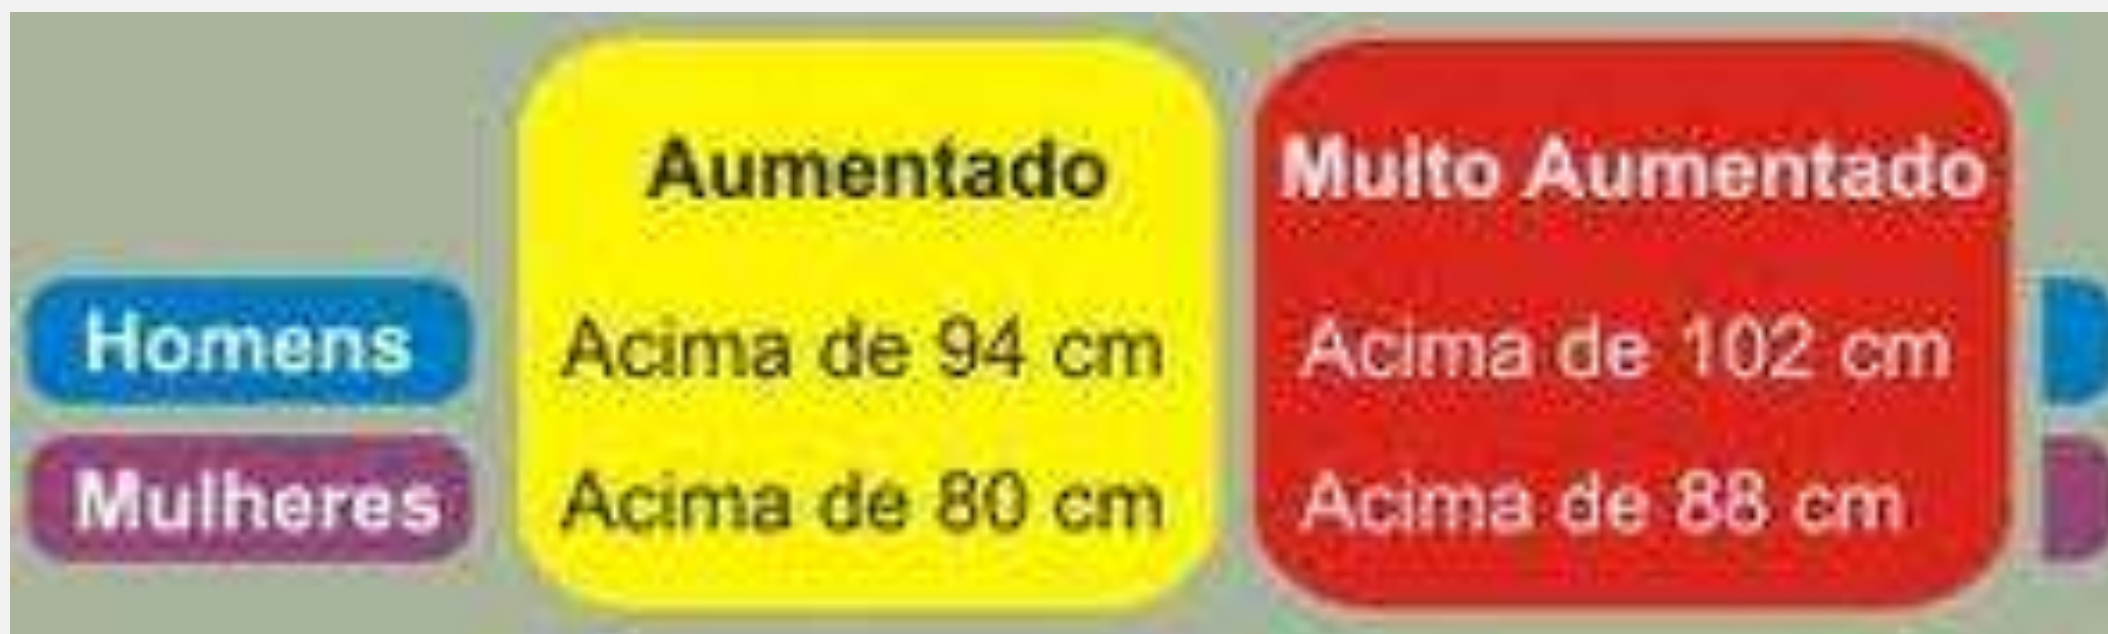 Aumentado Muito Aumentado
Homens Acima de 94 cm Acima de 102 cm
Mulheres Acima de 80 cm Acima de 88 cm